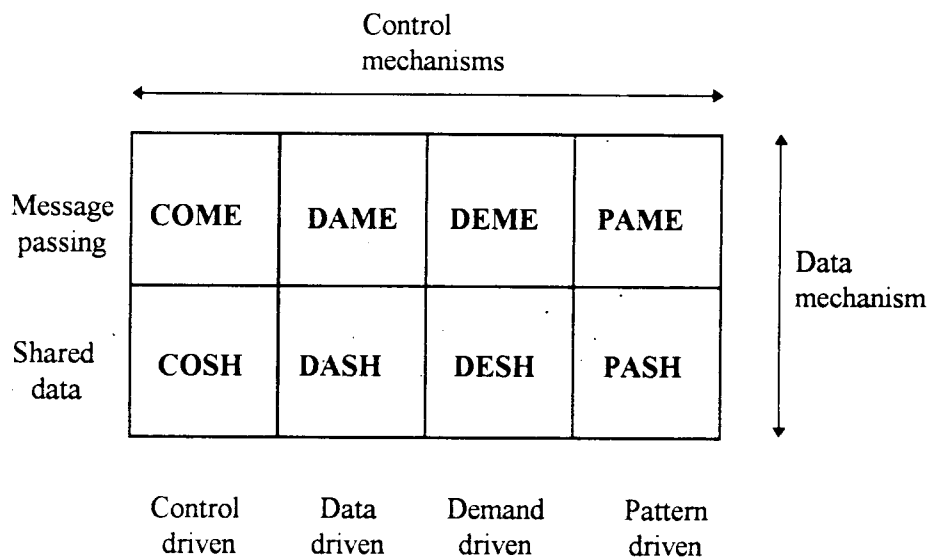 Control
mechanisms
Message
passing
COME DAME DEME PAME
Data
mechanism
Shared
data
COSH DASH DESH PASH
Control
driven
Data
driven
Demand
driven
Pattern
driven